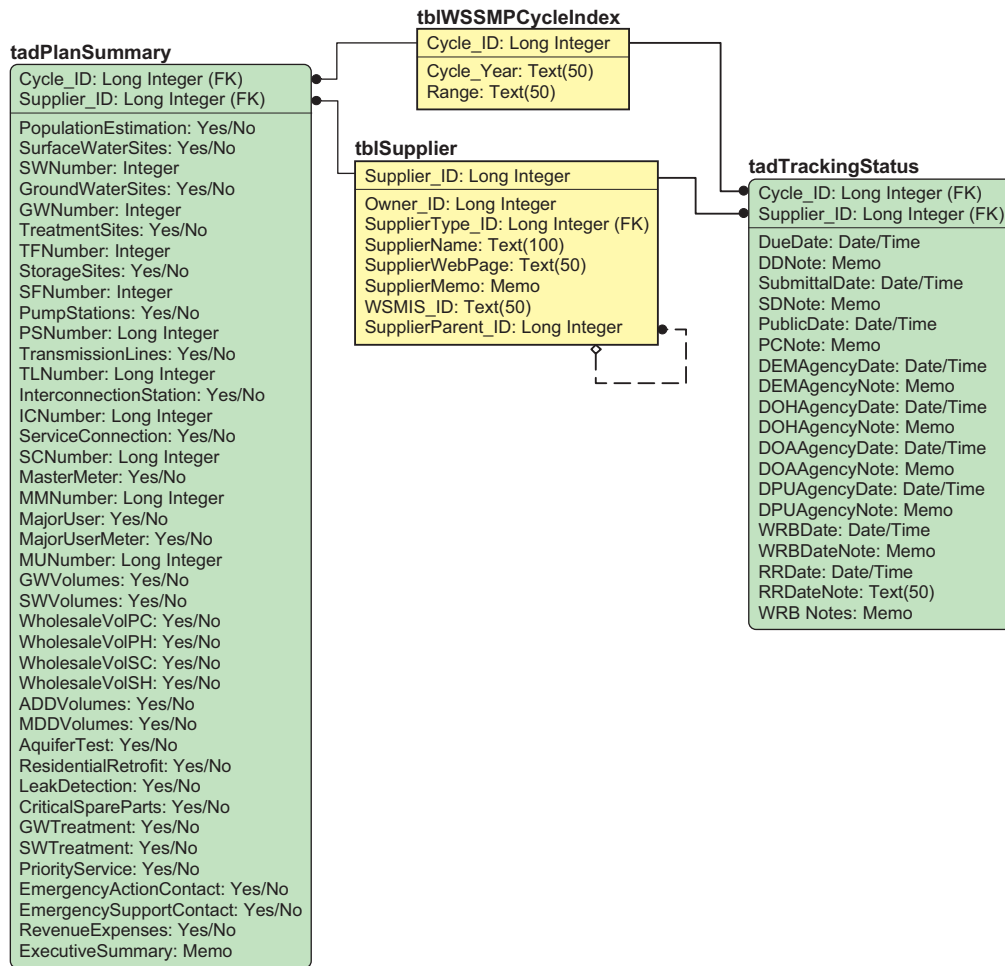 tblWSSMPCycleIndex
Cycle_ID: Long Integer
Cycle_Year: Text(50)
Range: Text(50)
tadPlanSummary
Cycle_ID: Long Integer (FK)
Supplier_ID: Long Integer (FK)
PopulationEstimation: Yes/No
SurfaceWaterSites: Yes/No
SWNumber: Integer
GroundWaterSites: Yes/No
GWNumber: Integer
TreatmentSites: Yes/No
TFNumber: Integer
StorageSites: Yes/No
SFNumber: Integer
PumpStations: Yes/No
PSNumber: Long Integer
TransmissionLines: Yes/No
TLNumber: Long Integer
InterconnectionStation: Yes/No
ICNumber: Long Integer
ServiceConnection: Yes/No
SCNumber: Long Integer
MasterMeter: Yes/No
MMNumber: Long Integer
MajorUser: Yes/No
MajorUserMeter: Yes/No
MUNumber: Long Integer
GWVolumes: Yes/No
SWVolumes: Yes/No
WholesaleVolPC: Yes/No
WholesaleVolPH: Yes/No
WholesaleVolSC: Yes/No
WholesaleVolSH: Yes/No
ADDVolumes: Yes/No
MDDVolumes: Yes/No
AquiferTest: Yes/No
ResidentialRetrofit: Yes/No
LeakDetection: Yes/No
CriticalSpareParts: Yes/No
GWTreatment: Yes/No
SWTreatment: Yes/No
PriorityService: Yes/No
EmergencyActionContact: Yes/No
EmergencySupportContact: Yes/No
RevenueExpenses: Yes/No
ExecutiveSummary: Memo
tblSupplier
Supplier_ID: Long Integer
Owner_ID: Long Integer
SupplierType_ID: Long Integer (FK)
SupplierName: Text(100)
SupplierWebPage: Text(50)
SupplierMemo: Memo
WSMIS_ID: Text(50)
SupplierParent_ID: Long Integer
tadTrackingStatus
Cycle_ID: Long Integer (FK)
Supplier_ID: Long Integer (FK)
DueDate: Date/Time
DDNote: Memo
SubmittalDate: Date/Time
SDNote: Memo
PublicDate: Date/Time
PCNote: Memo
DEMAgencyDate: Date/Time
DEMAgencyNote: Memo
DOHAgencyDate: Date/Time
DOHAgencyNote: Memo
DOAAgencyDate: Date/Time
DOAAgencyNote: Memo
DPUAgencyDate: Date/Time
DPUAgencyNote: Memo
WRBDate: Date/Time
WRBDateNote: Memo
RRDate: Date/Time
RRDateNote: Text(50)
WRB Notes: Memo